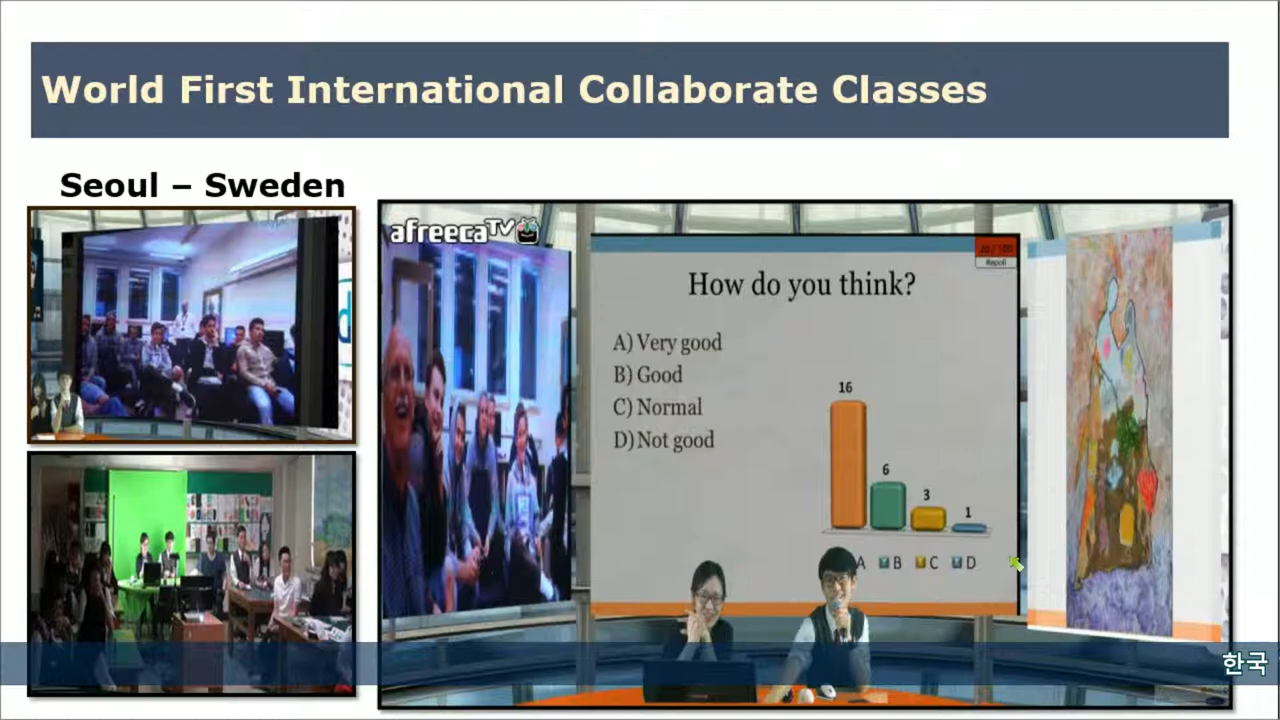 World First International Collaborate Classes
Seoul – Sweden
afreecaTV
How do you think?
A) Very good
B) Good
C) Normal
D) Not good
16
6
3
1
A B C D
한국